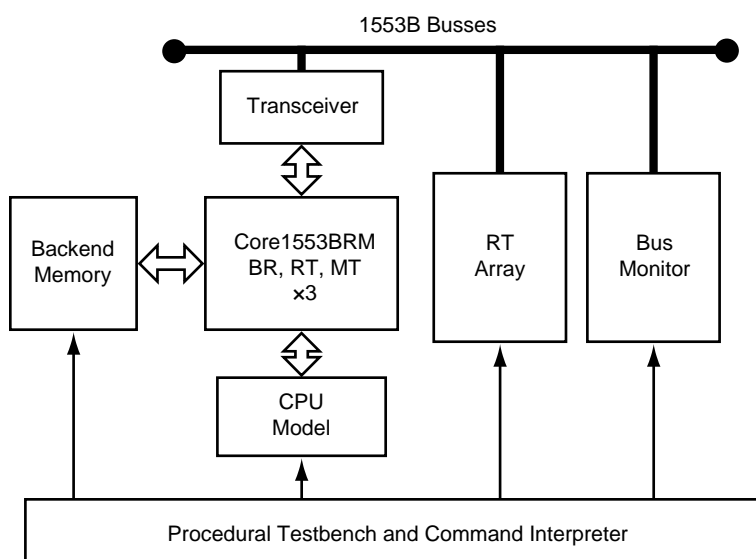 1553B Busses
Transceiver
Backend
Memory
Core1553BRM
BR, RT, MT
×3
RT
Array
Bus
Monitor
CPU
Model
Procedural Testbench and Command Interpreter